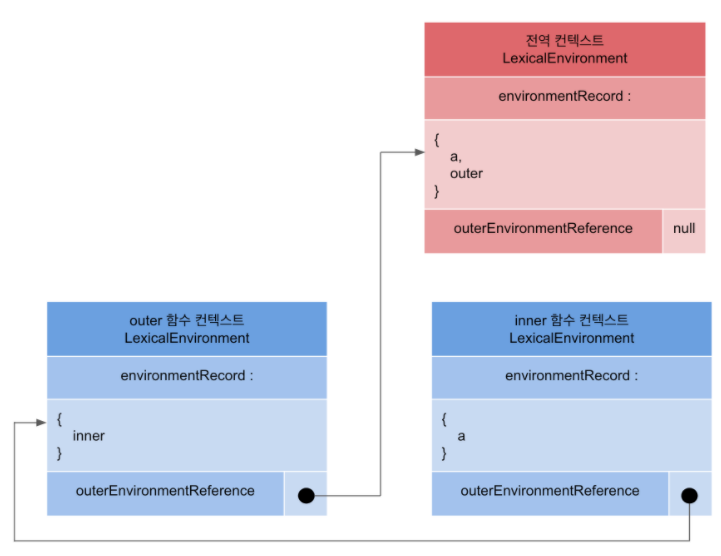 전역 컨텍스트
LexicalEnvironment
environmentRecord :
{
a,
outer
}
outerEnvironmentReference
null
outer 함수 컨텍스트
LexicalEnvironment
environmentRecord :
{
inner
}
outerEnvironmentReference
inner 함수 컨텍스트
LexicalEnvironment
environmentRecord :
{
a
}
outerEnvironmentReference